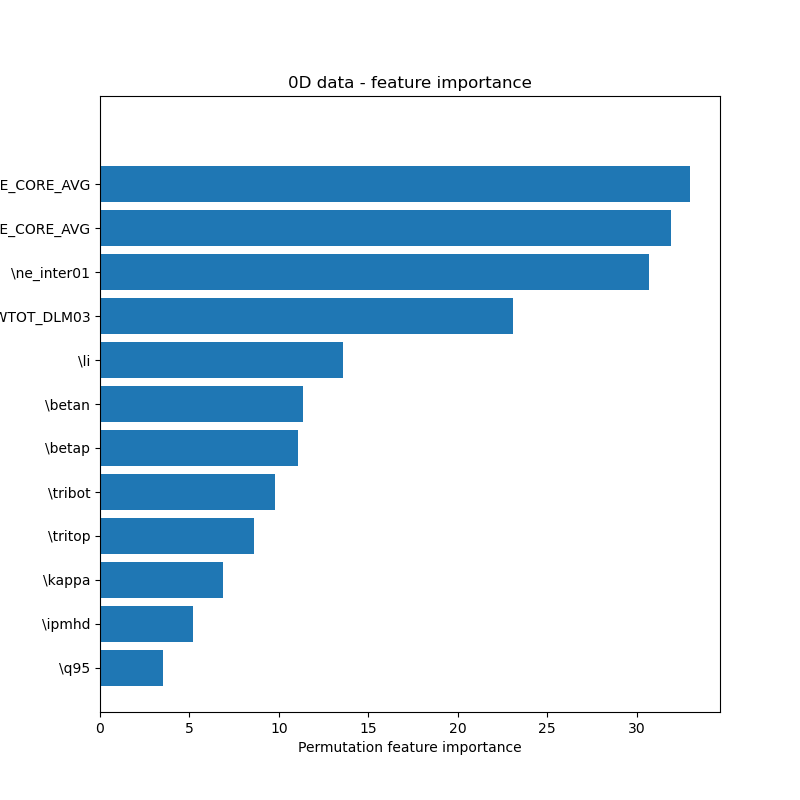 0D data - feature importance
E_CORE_AVG
E_CORE_AVG
\ne_inter01
WTOT_DLM03
\li
\betan
\betap
\tribot
\tritop
\kappa
\ipmhd
\q95
0 5 10 15 20 25 30
Permutation feature importance